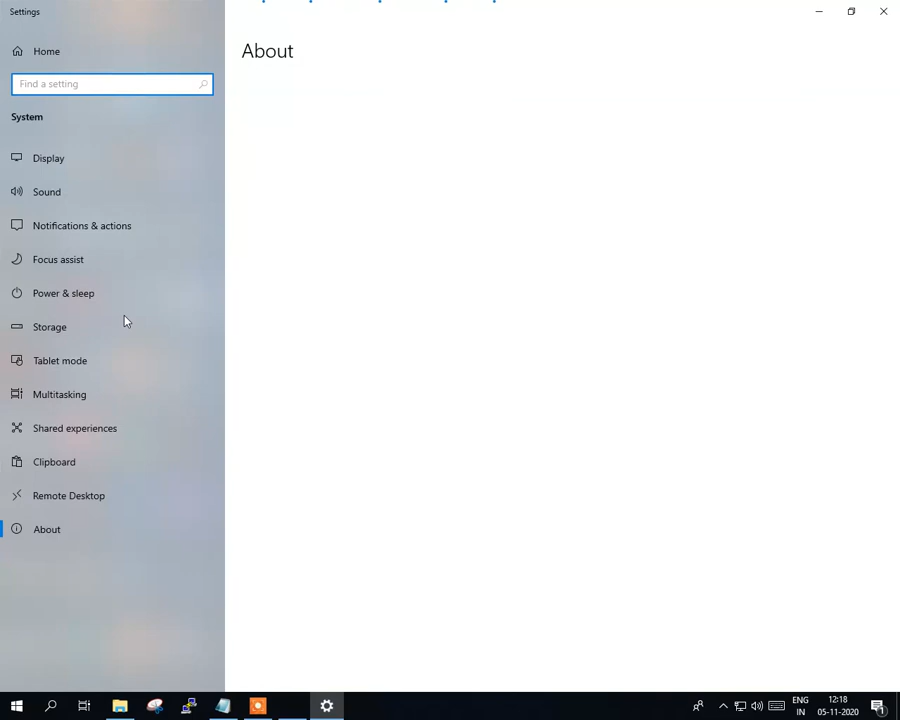 Settings
Home
About
Find a setting
System
Display
Sound
Notifications & actions
Focus assist
Power & sleep
Storage
Tablet mode
Multitasking
Shared experiences
Clipboard
Remote Desktop
About
ENG
IN
12:18
05-11-2020
1